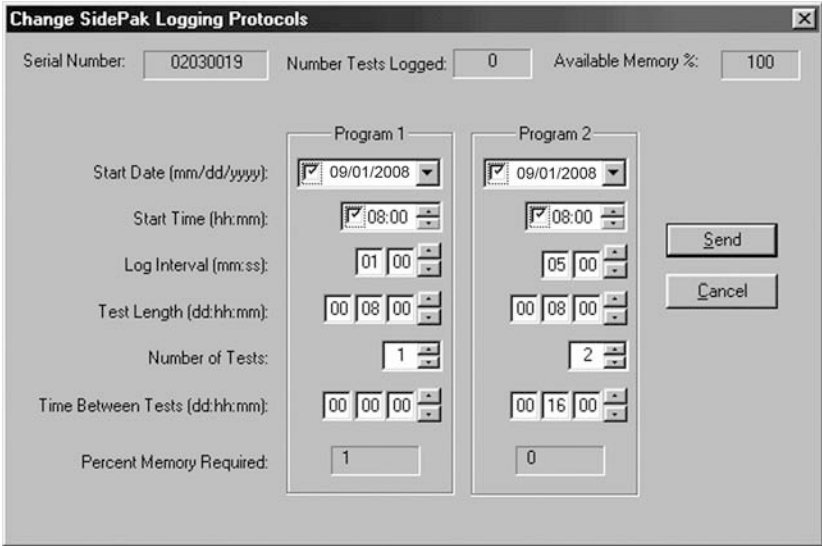 Change SidePak Logging Protocols
Serial Number: 02030019 Number Tests Logged: 0 Available Memory %: 100
Program 1 Program 2
Start Date (mm/dd/yyyy): 09/01/2008 09/01/2008
Start Time (hh:mm): 08:00 08:00
Send
Log Interval (mm:ss): 01 00 05 00
Cancel
Test Length (dd:hh:mm): 00 08 00 00 08 00
Number of Tests: 1 2
Time Between Tests (dd:hh:mm): 00 00 00 00 16 00
Percent Memory Required: 1 0